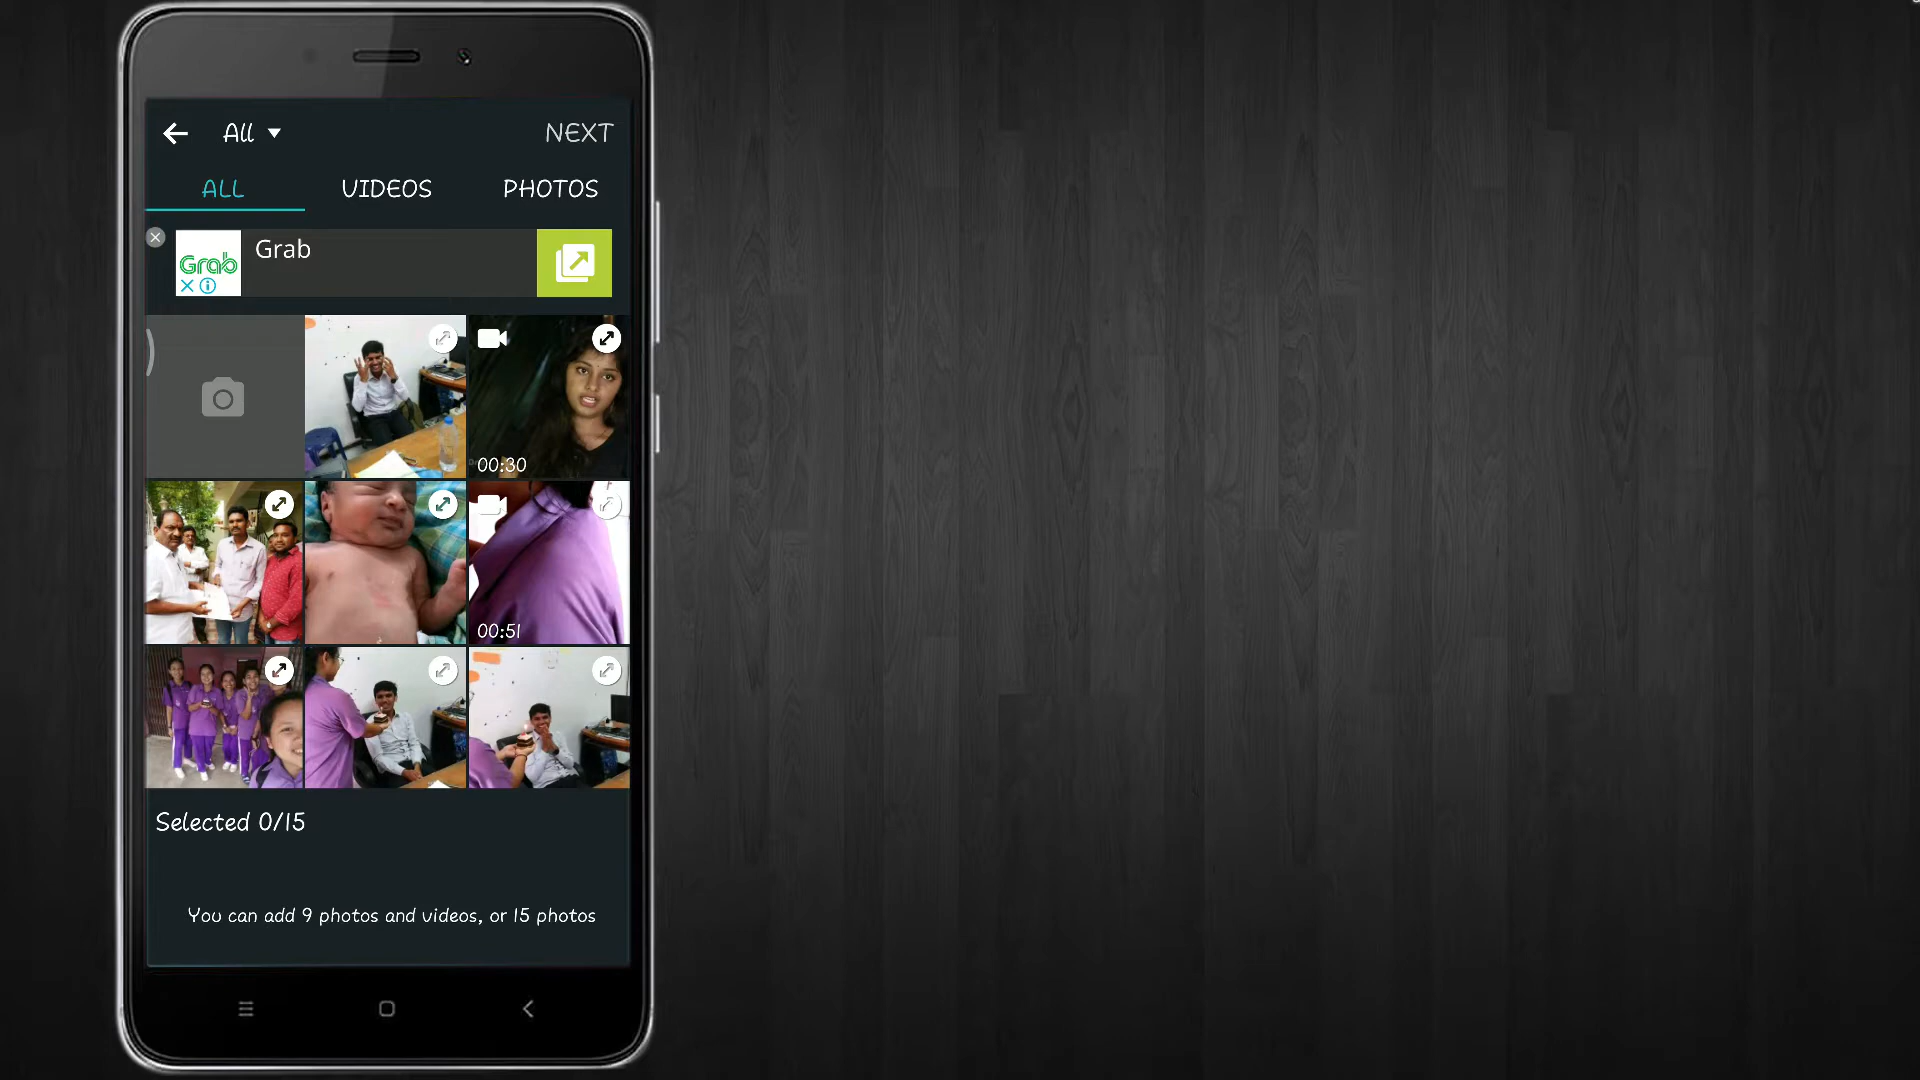 All
NEXT
ALL
VIDEOS
PHOTOS
Grab
Grab
00:30
00:51
Selected 0/15
You can add 9 photos and videos, or 15 photos